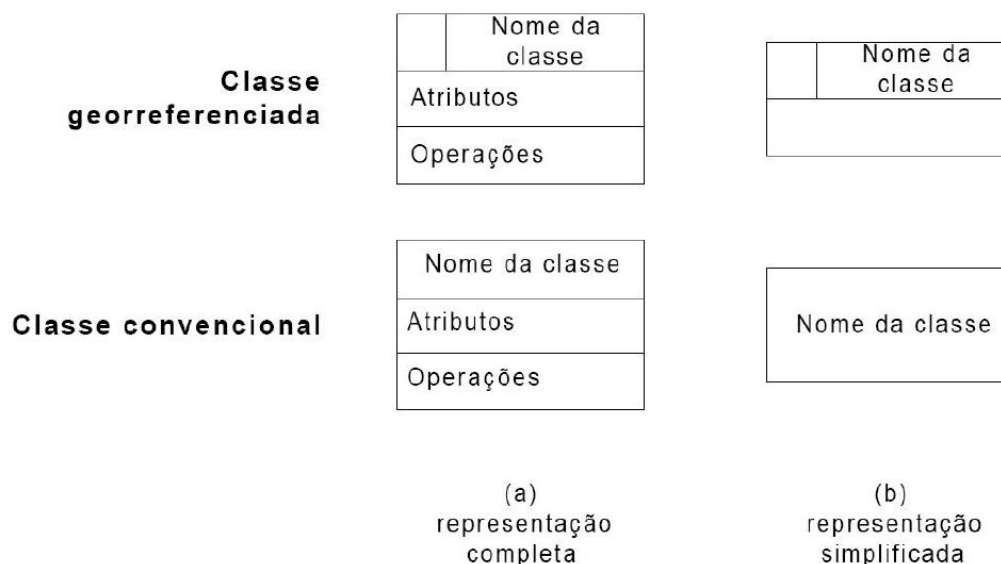 Classe
georreferenciada
Nome da
classe
Atributos
Operações
Nome da
classe
Classe convencional
Nome da classe
Atributos
Operações
Nome da classe
(a)
representação
completa
(b)
representação
simplificada